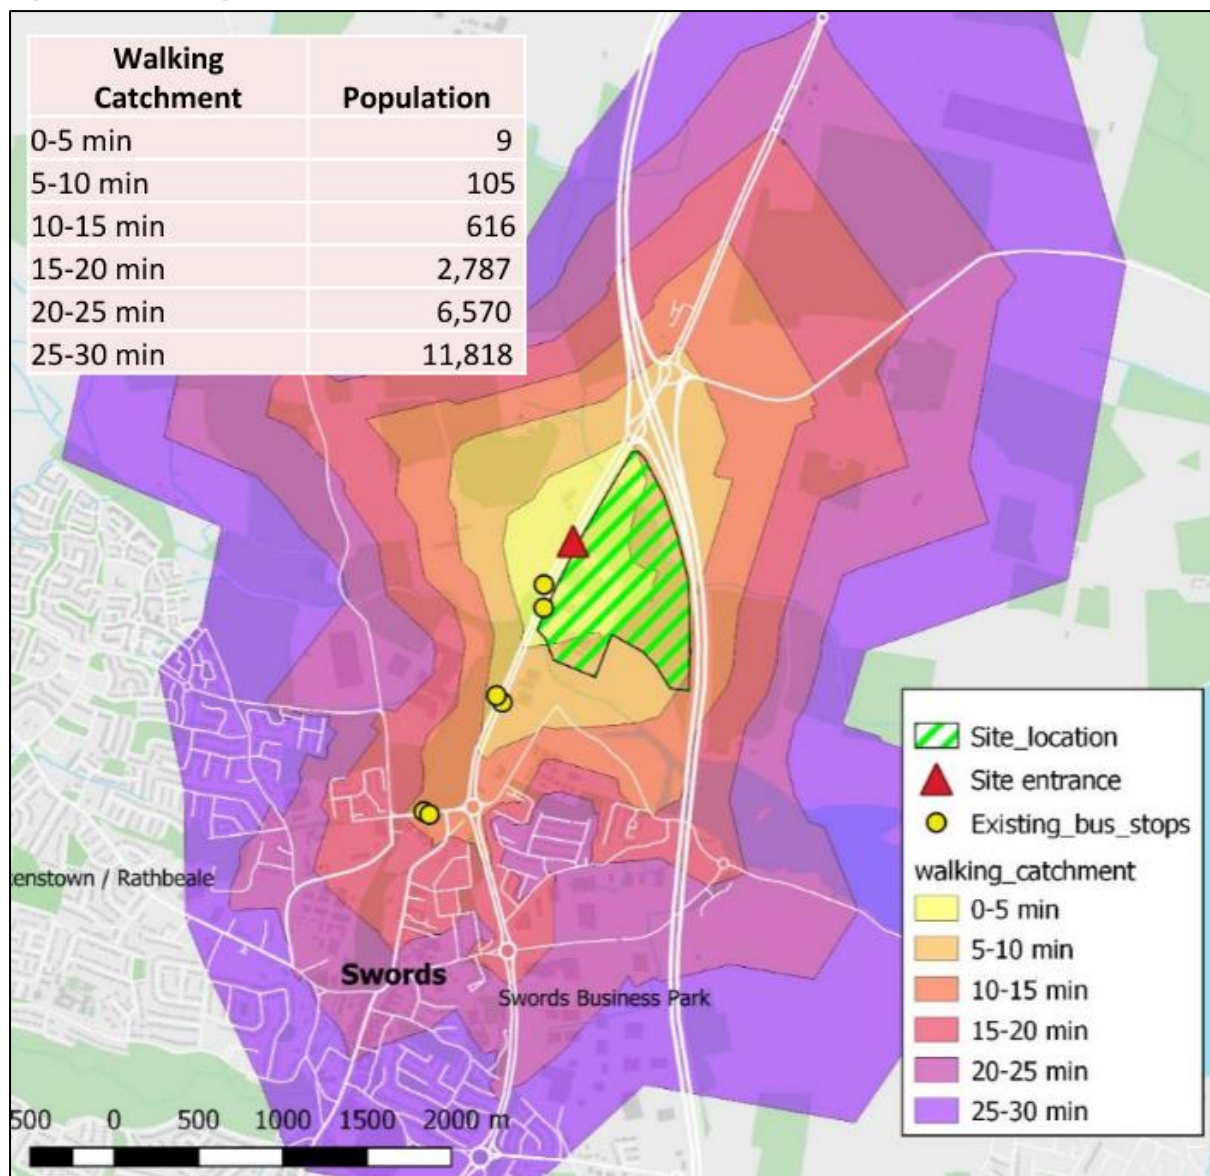 Walking
Catchment Population
0-5 min 9
5-10 min 105
10-15 min 616
15-20 min 2,787
20-25 min 6,570
25-30 min 11,818
Site_location
Site entrance
Existing_bus_stops
walking_catchment
0-5 min
5-10 min
10-15 min
15-20 min
20-25 min
25-30 min
kenstown / Rathbeale
Swords
Swords Business Park
500 0 500 1000 1500 2000 m